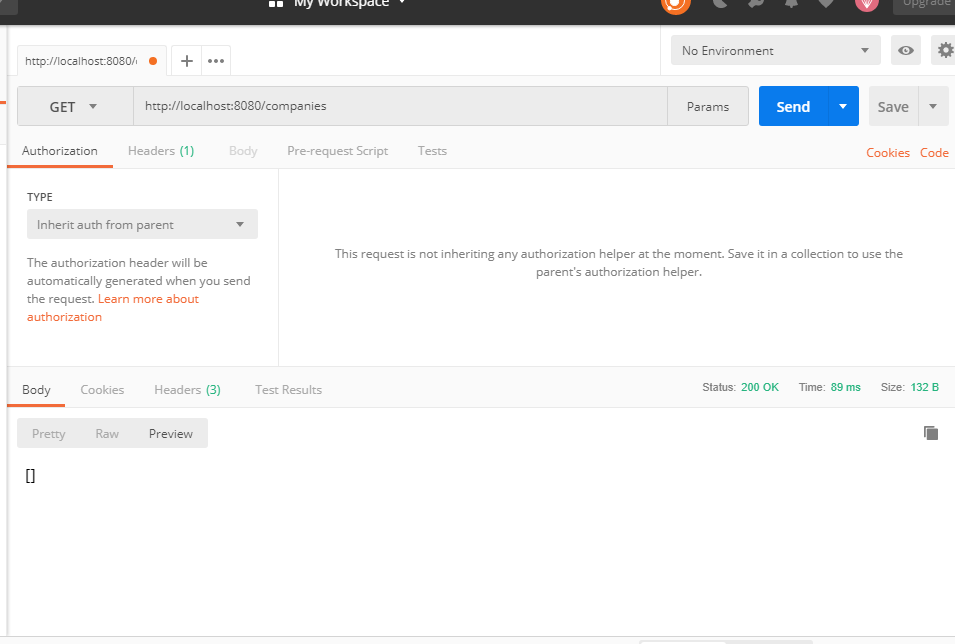 My Workspace
Upgrade
http://localhost:8080/
No Environment
GET
http://localhost:8080/companies
Params
Send
Save
Authorization
Headers (1)
Body
Pre-request Script
Tests
Cookies
Code
TYPE
Inherit auth from parent
The authorization header will be
automatically generated when you send
the request. Learn more about
authorization
This request is not inheriting any authorization helper at the moment. Save it in a collection to use the
parent's authorization helper.
Body
Cookies
Headers (3)
Test Results
Status: 200 OK
Time: 89 ms
Size: 132 B
Pretty
Raw
Preview
[]